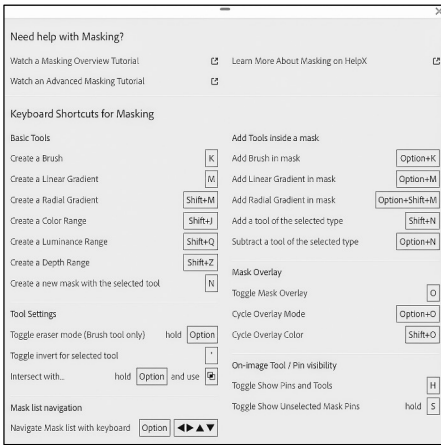 Need help with Masking?
Watch a Masking Overview Tutorial
Learn More About Masking on HelpX
Watch an Advanced Masking Tutorial
Keyboard Shortcuts for Masking
Basic Tools
Create a Brush K
Create a Linear Gradient M
Create a Radial Gradient Shift+M
Create a Color Range Shift+J
Create a Luminance Range Shift+Q
Create a Depth Range Shift+Z
Create a new mask with the selected tool N
Tool Settings
Toggle eraser mode (Brush tool only) hold Option
Toggle invert for selected tool '
Intersect with... hold Option and use
Mask list navigation
Navigate Mask list with keyboard Option ◀▶▲▼
Add Tools inside a mask
Add Brush in mask Option+K
Add Linear Gradient in mask Option+M
Add Radial Gradient in mask Option+Shift+M
Add a tool of the selected type Shift+N
Subtract a tool of the selected type Option+N
Mask Overlay
Toggle Mask Overlay O
Cycle Overlay Mode Option+O
Cycle Overlay Color Shift+O
On-image Tool / Pin visibility
Toggle Show Pins and Tools H
Toggle Show Unselected Mask Pins hold S